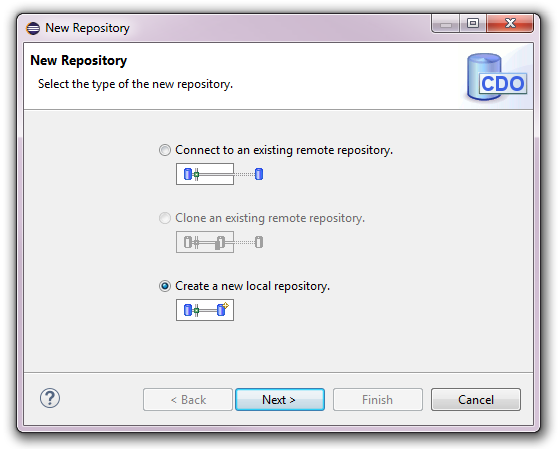 New Repository
New Repository
Select the type of the new repository.
CDO
Connect to an existing remote repository.
Clone an existing remote repository.
Create a new local repository.
?
< Back
Next >
Finish
Cancel